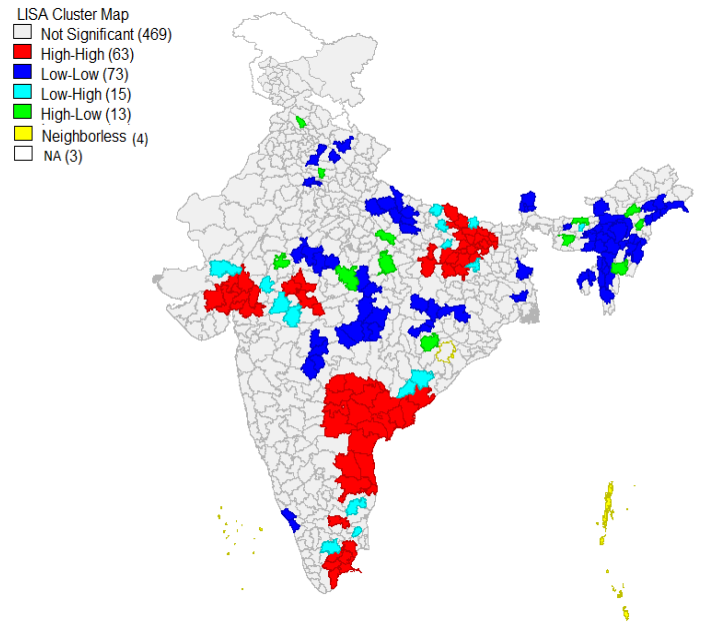 LISA Cluster Map
Not Significant (469)
High-High (63)
Low-Low (73)
Low-High (15)
High-Low (13)
Neighborless (4)
NA (3)